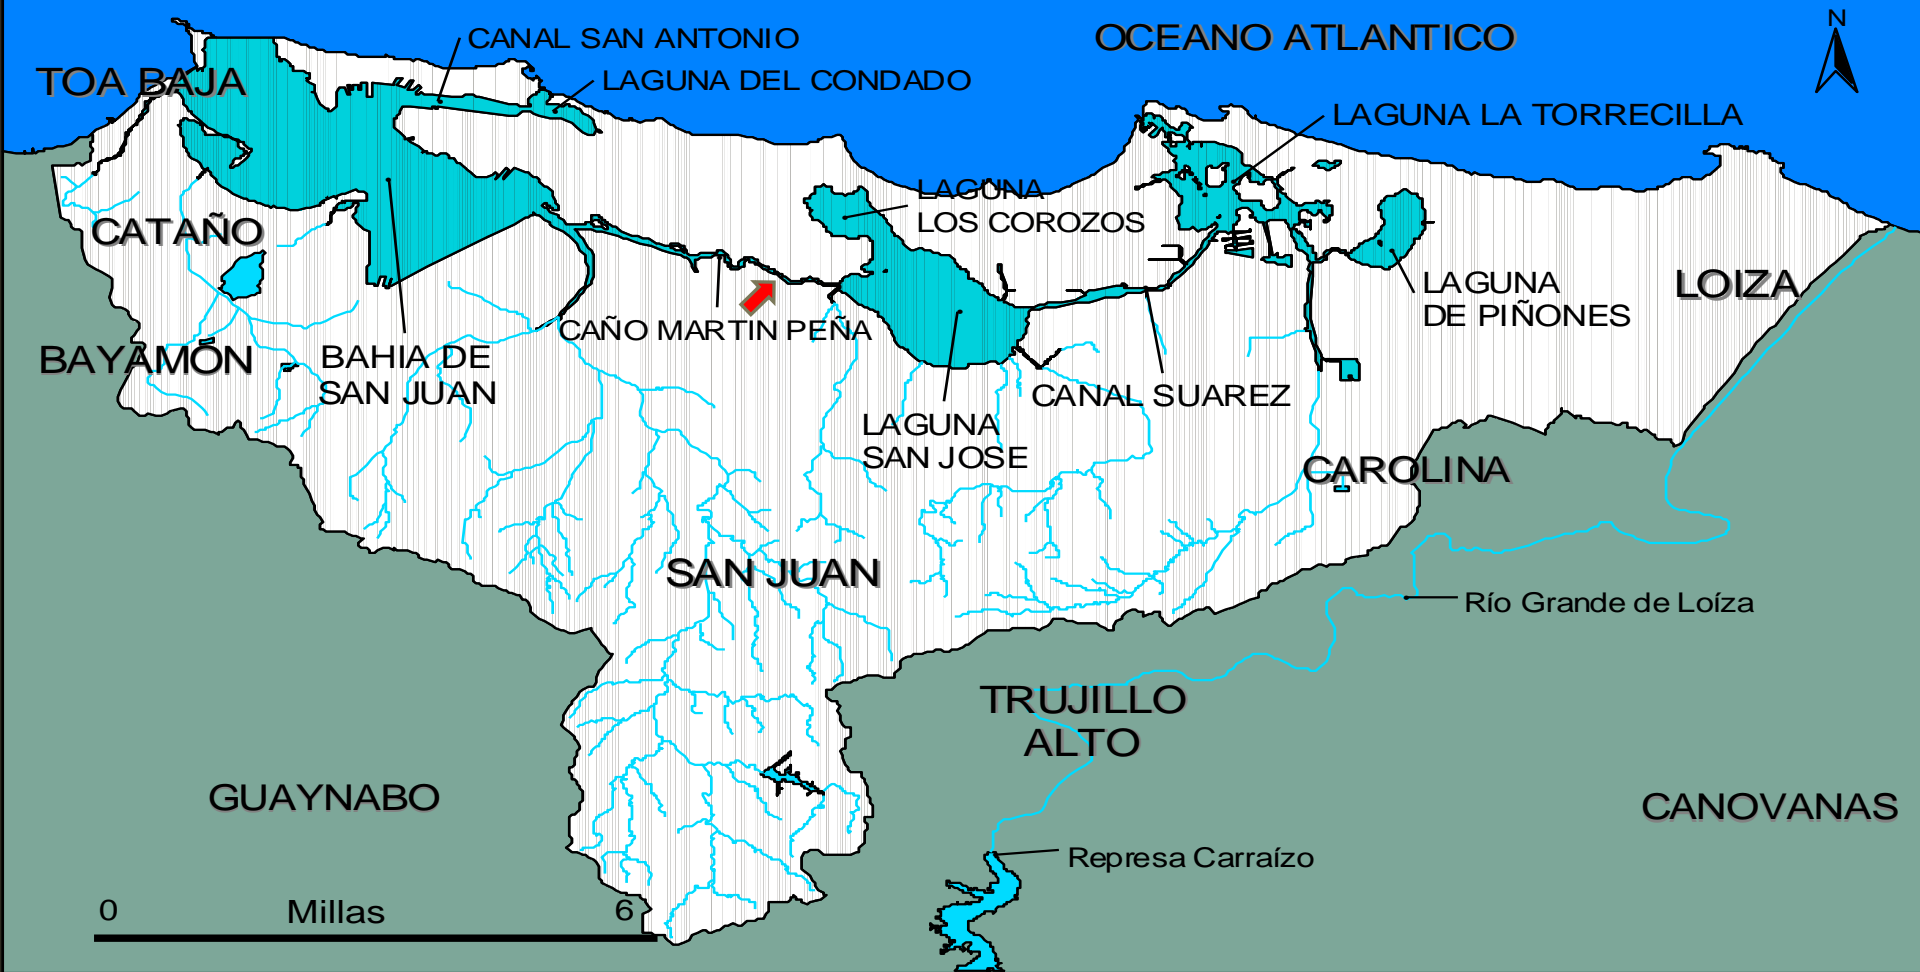 N
CANAL SAN ANTONIO
OCEANO ATLANTICO
TOA BAJA
LAGUNA DEL CONDADO
LAGUNA LA TORRECILLA
LAGUNA
LOS COROZOS
CATAÑO
LAGUNA
DE PIÑONES
LOIZA
CAÑO MARTIN PEÑA
BAYAMÓN
BAHIA DE
SAN JUAN
CANAL SUAREZ
LAGUNA
SAN JOSE
CAROLINA
SAN JUAN
Río Grande de Loíza
TRUJILLO
ALTO
GUAYNABO
CANOVANAS
Represa Carraízo
0 Millas 6